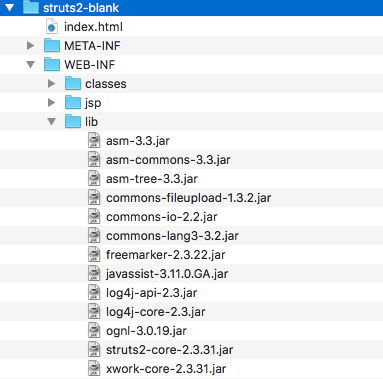 struts2-blank
index.html
META-INF
WEB-INF
classes
jsp
lib
asm-3.3.jar
asm-commons-3.3.jar
asm-tree-3.3.jar
commons-fileupload-1.3.2.jar
commons-io-2.2.jar
commons-lang3-3.2.jar
freemarker-2.3.22.jar
javassist-3.11.0.GA.jar
log4j-api-2.3.jar
log4j-core-2.3.jar
ognl-3.0.19.jar
struts2-core-2.3.31.jar
xwork-core-2.3.31.jar